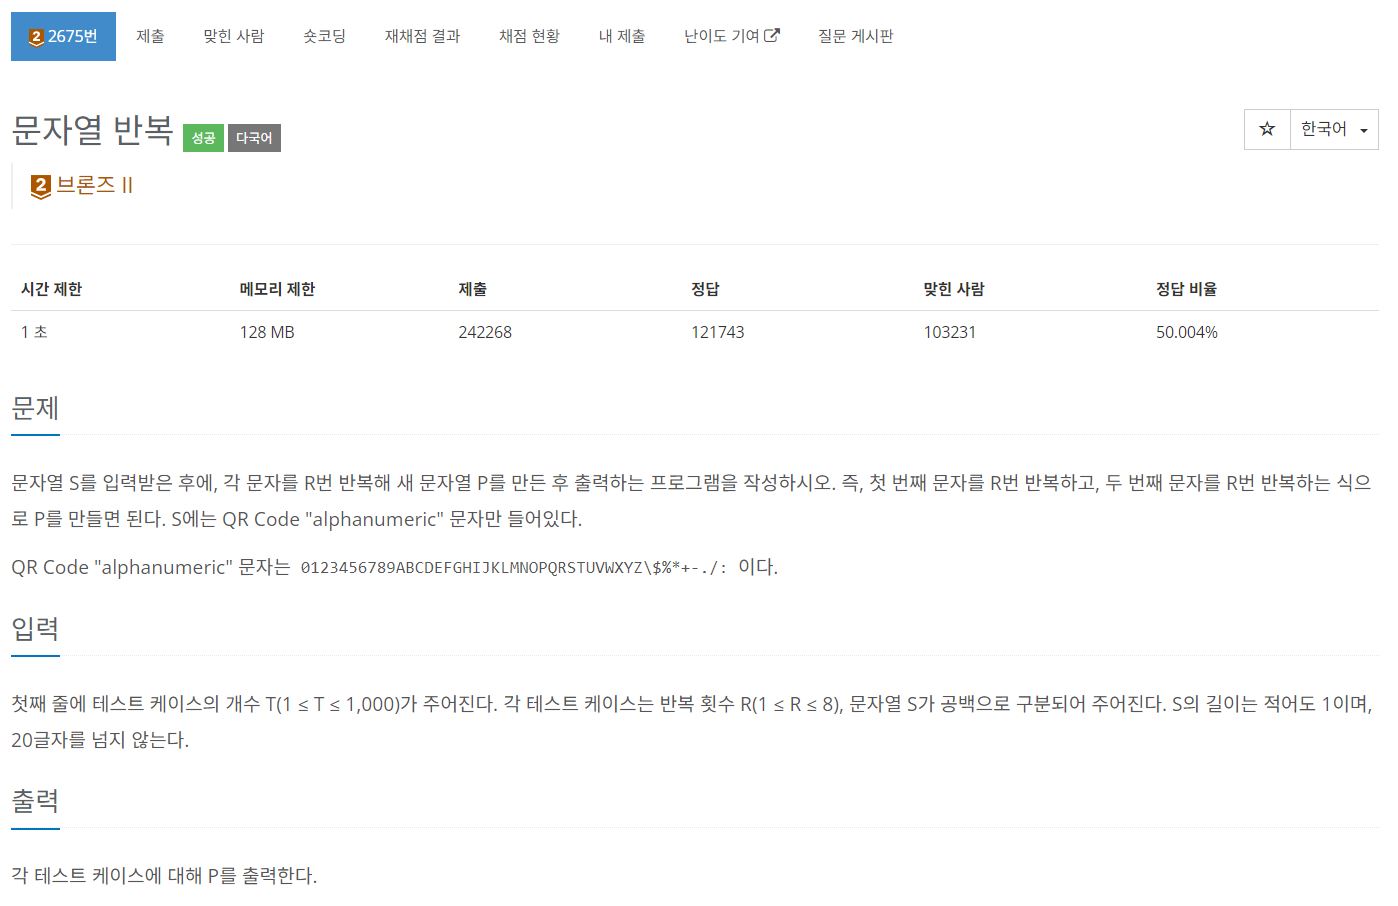 2 2675번 제출 맞힌 사람 숏코딩 재채점 결과 채점 현황 내 제출 난이도 기여 질문 게시판
문자열 반복 성공 다국어 한국어
2 브론즈 II
시간 제한 메모리 제한 제출 정답 맞힌 사람 정답 비율
1 초 128 MB 242268 121743 103231 50.004%
문제
문자열 S를 입력받은 후에, 각 문자를 R번 반복해 새 문자열 P를 만든 후 출력하는 프로그램을 작성하시오. 즉, 첫 번째 문자를 R번 반복하고, 두 번째 문자를 R번 반복하는 식으
로 P를 만들면 된다. S에는 QR Code "alphanumeric" 문자만 들어있다.
QR Code "alphanumeric" 문자는 0123456789ABCDEFGHIJKLMNOPQRSTUVWXYZ\$%*+-./: 이다.
입력
첫째 줄에 테스트 케이스의 개수 T(1 ≤ T ≤ 1,000)가 주어진다. 각 테스트 케이스는 반복 횟수 R(1 ≤ R ≤ 8), 문자열 S가 공백으로 구분되어 주어진다. S의 길이는 적어도 1이며,
20글자를 넘지 않는다.
출력
각 테스트 케이스에 대해 P를 출력한다.